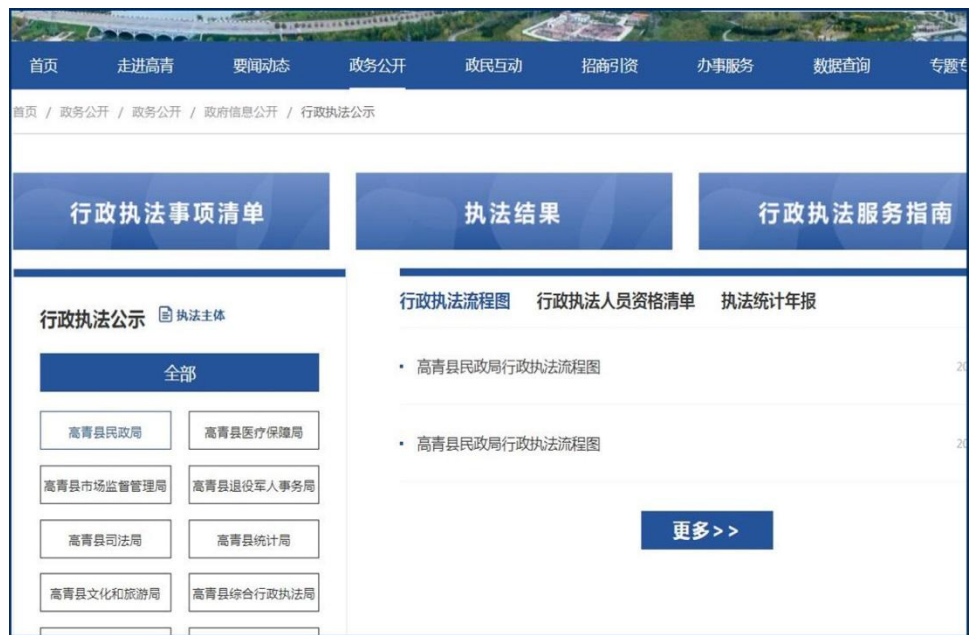 首页 走进高青 要闻动态 政务公开 政民互动 招商引资 办事服务 数据查询 专题
首页 / 政务公开 / 政务公开 / 政府信息公开 / 行政执法公示
行政执法事项清单 执法结果 行政执法服务指南
行政执法公示 执法主体
全部
高青县民政局 高青县医疗保障局
高青县市场监督管理局 高青县退役军人事务局
高青县司法局 高青县统计局
高青县文化和旅游局 高青县综合行政执法局
行政执法流程图 行政执法人员资格清单 执法统计年报
高青县民政局行政执法流程图 20
高青县民政局行政执法流程图 20
更多>>